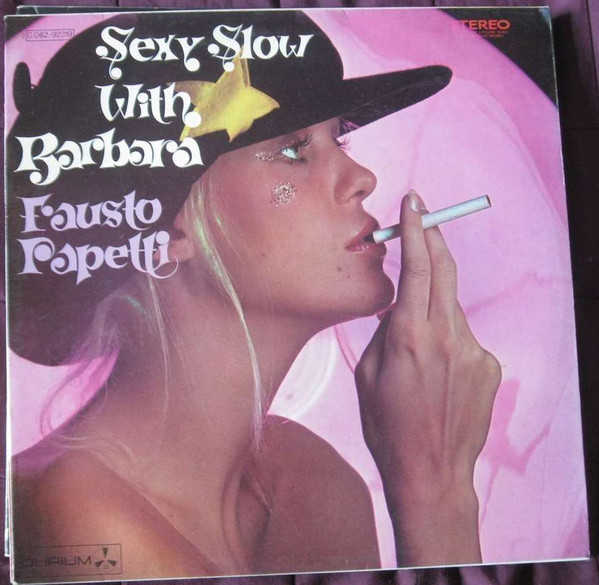 Sexy Slow
With
Barbara
Fausto
Papetti
STEREO
DURIUM